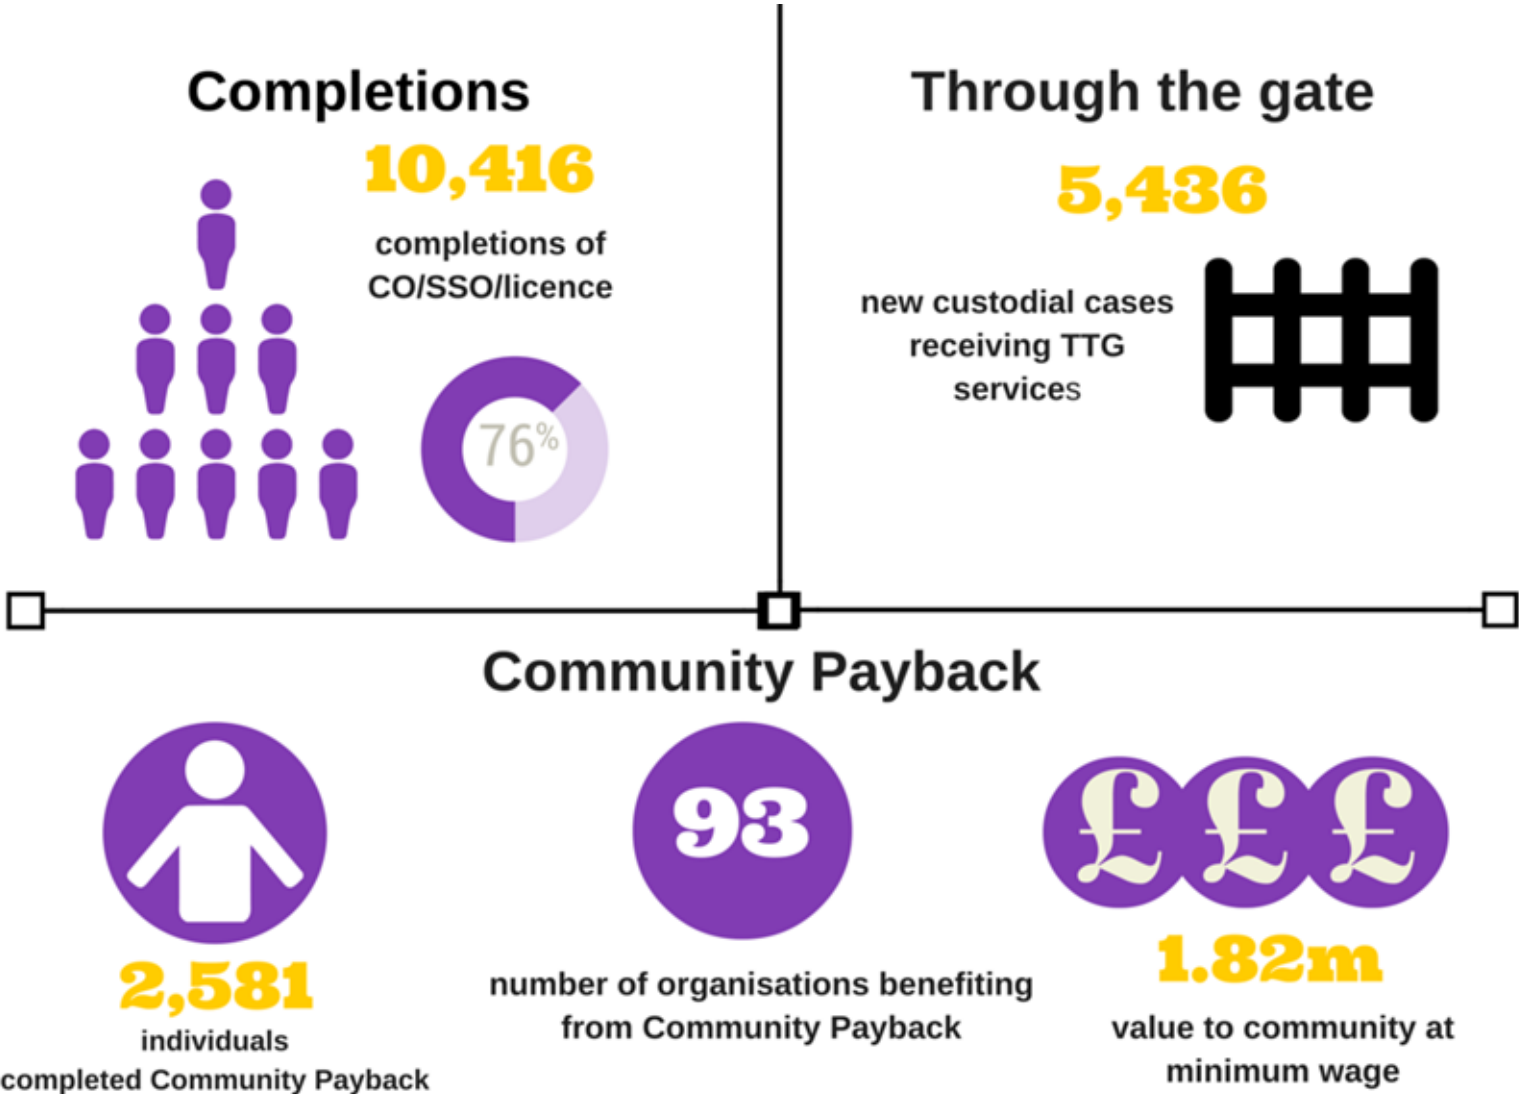 Completions
10,416
completions of
CO/SSO/licence
76%
Through the gate
5,436
new custodial cases
receiving TTG
services
Community Payback
2,581
individuals
completed Community Payback
93
number of organisations benefiting
from Community Payback
£££
1.82m
value to community at
minimum wage